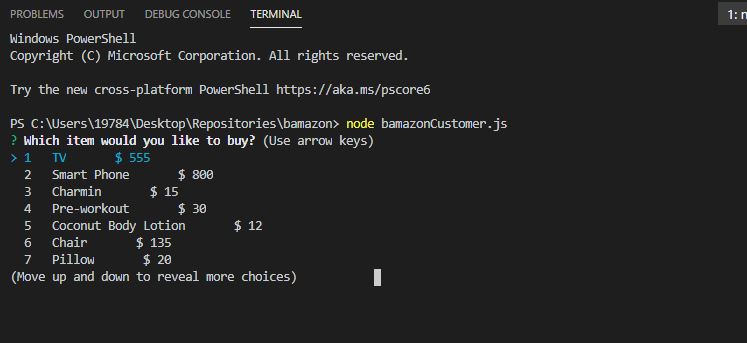 PROBLEMS OUTPUT DEBUG CONSOLE TERMINAL 1:
Windows PowerShell
Copyright (C) Microsoft Corporation. All rights reserved.
Try the new cross-platform PowerShell https://aka.ms/pscore6
PS C:\Users\19784\Desktop\Repositories\bamazon> node bamazonCustomer.js
? Which item would you like to buy? (Use arrow keys)
> 1 TV $ 555
2 Smart Phone $ 800
3 Charmin $ 15
4 Pre-workout $ 30
5 Coconut Body Lotion $ 12
6 Chair $ 135
7 Pillow $ 20
(Move up and down to reveal more choices)